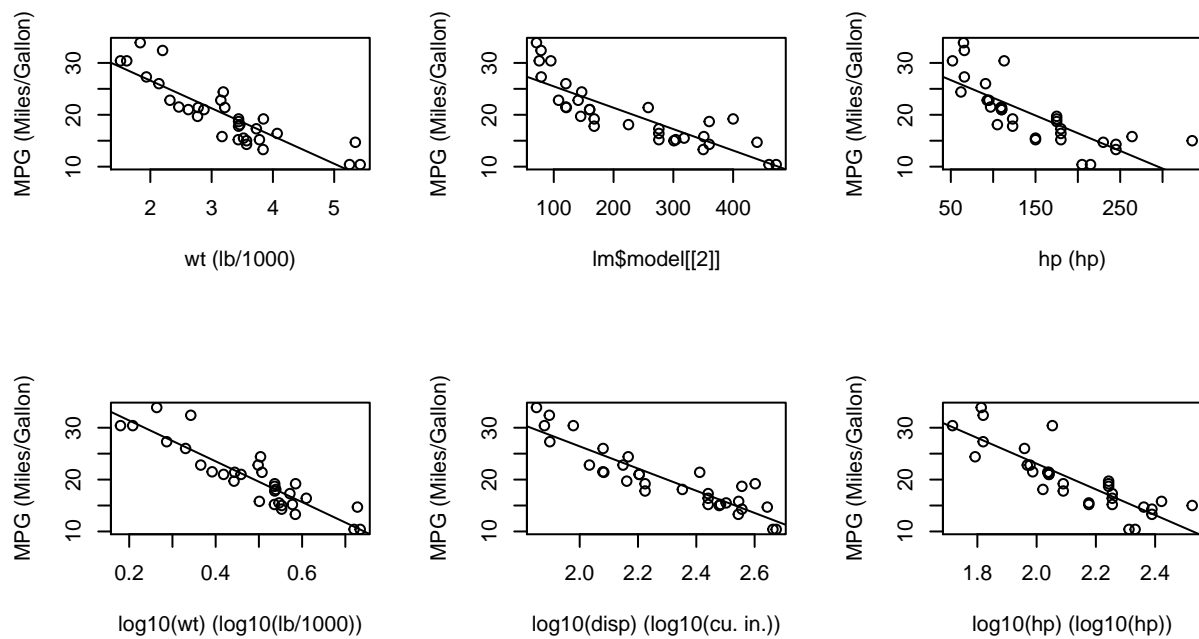 MPG (Miles/Gallon)
30
20
10
2 3 4 5
wt (lb/1000)
MPG (Miles/Gallon)
30
20
10
100 200 300 400
lm$model[[2]]
MPG (Miles/Gallon)
30
20
10
50 150 250
hp (hp)
MPG (Miles/Gallon)
30
20
10
0.2 0.4 0.6
log10(wt) (log10(lb/1000))
MPG (Miles/Gallon)
30
20
10
2.0 2.2 2.4 2.6
log10(disp) (log10(cu. in.))
MPG (Miles/Gallon)
30
20
10
1.8 2.0 2.2 2.4
log10(hp) (log10(hp))